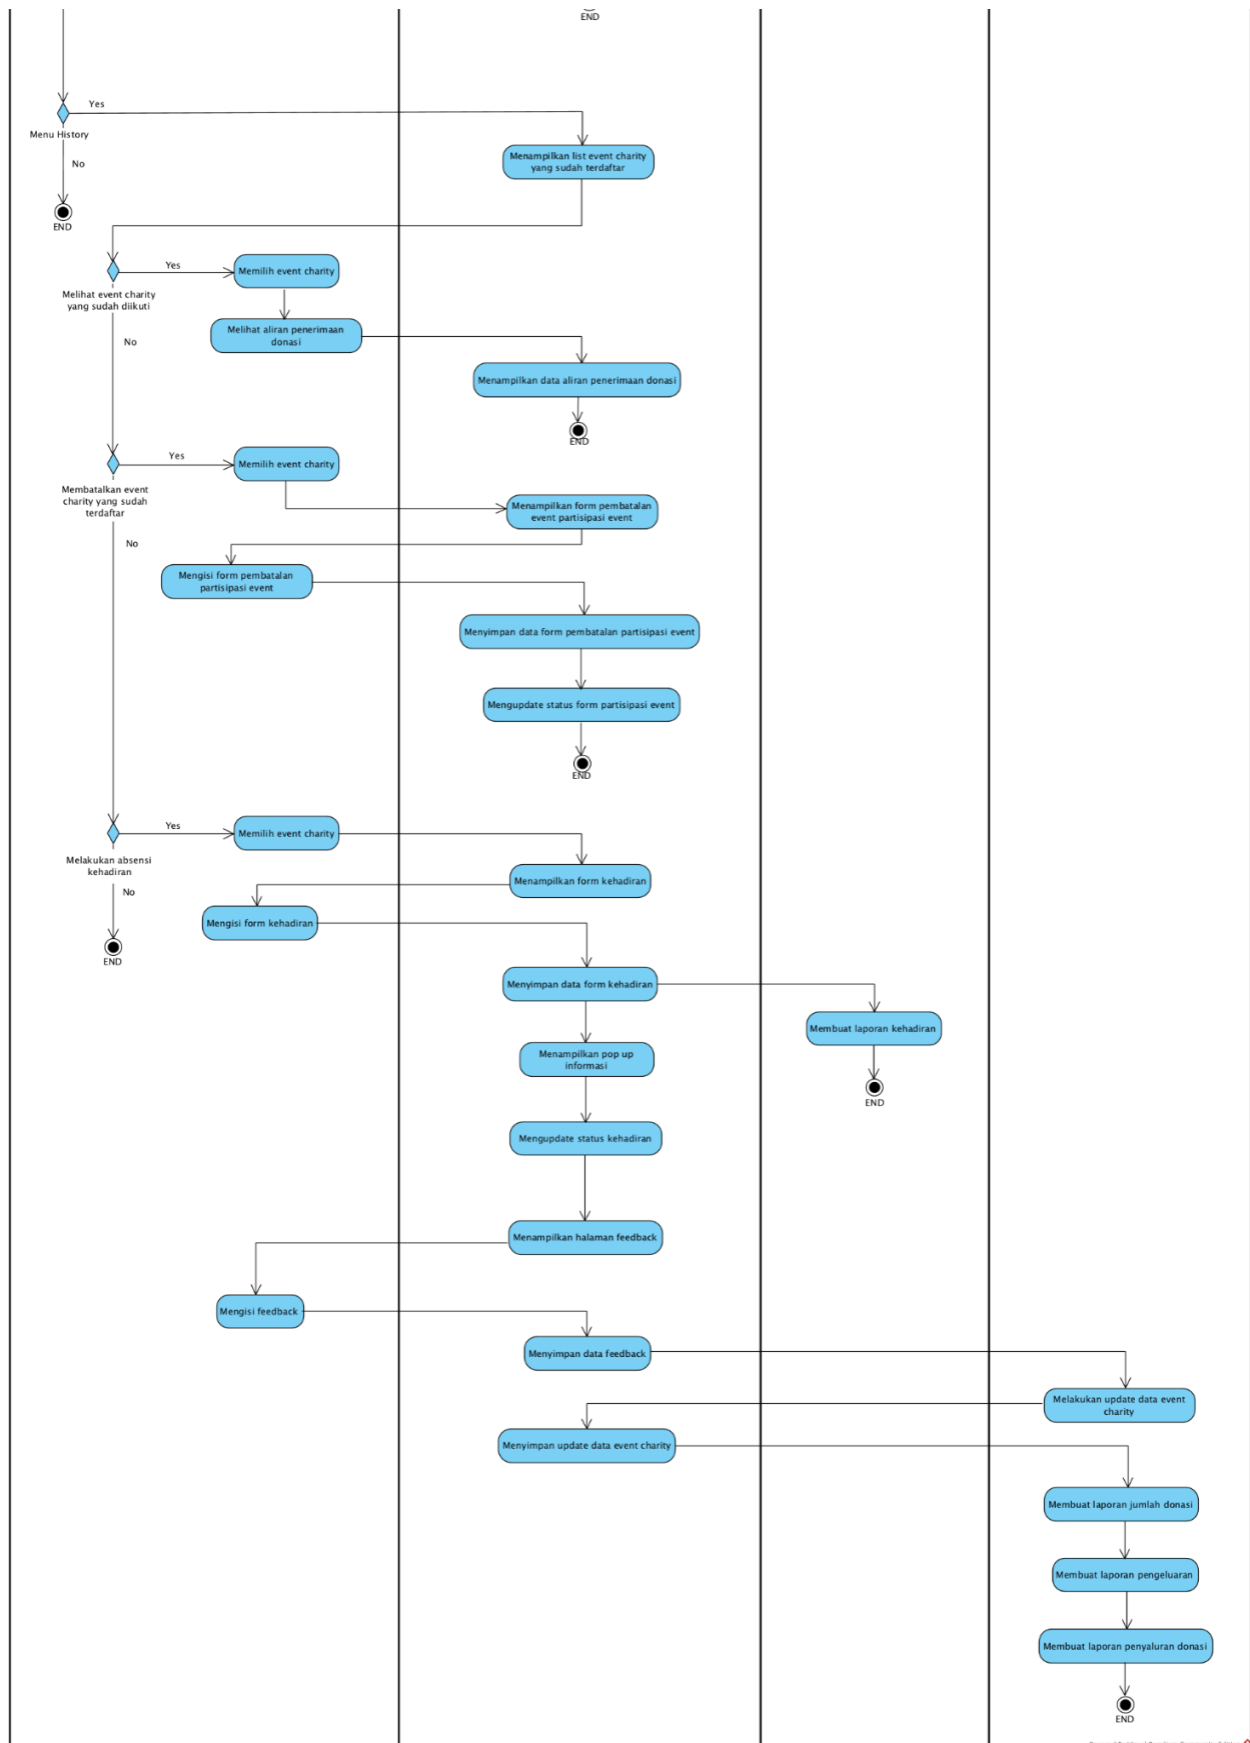 END
Yes
Menu History
No
Menampilkan list event charity
yang sudah terdaftar
END
Yes
Memilih event charity
Melihat event charity
yang sudah diikuti
Melihat aliran penerimaan
donasi
No
Menampilkan data aliran penerimaan donasi
END
Yes
Memilih event charity
Membatalkan event
charity yang sudah
terdaftar
Menampilkan form pembatalan
event partisipasi event
No
Mengisi form pembatalan
partisipasi event
Menyimpan data form pembatalan partisipasi event
Mengupdate status form partisipasi event
END
Yes
Memilih event charity
Melakukan absensi
kehadiran
Menampilkan form kehadiran
No
Mengisi form kehadiran
END
Menyimpan data form kehadiran
Membuat laporan kehadiran
Menampilkan pop up
informasi
END
Mengupdate status kehadiran
Menampilkan halaman feedback
Mengisi feedback
Menyimpan data feedback
Melakukan update data event
charity
Menyimpan update data event charity
Membuat laporan jumlah donasi
Membuat laporan pengeluaran
Membuat laporan penyaluran donasi
END